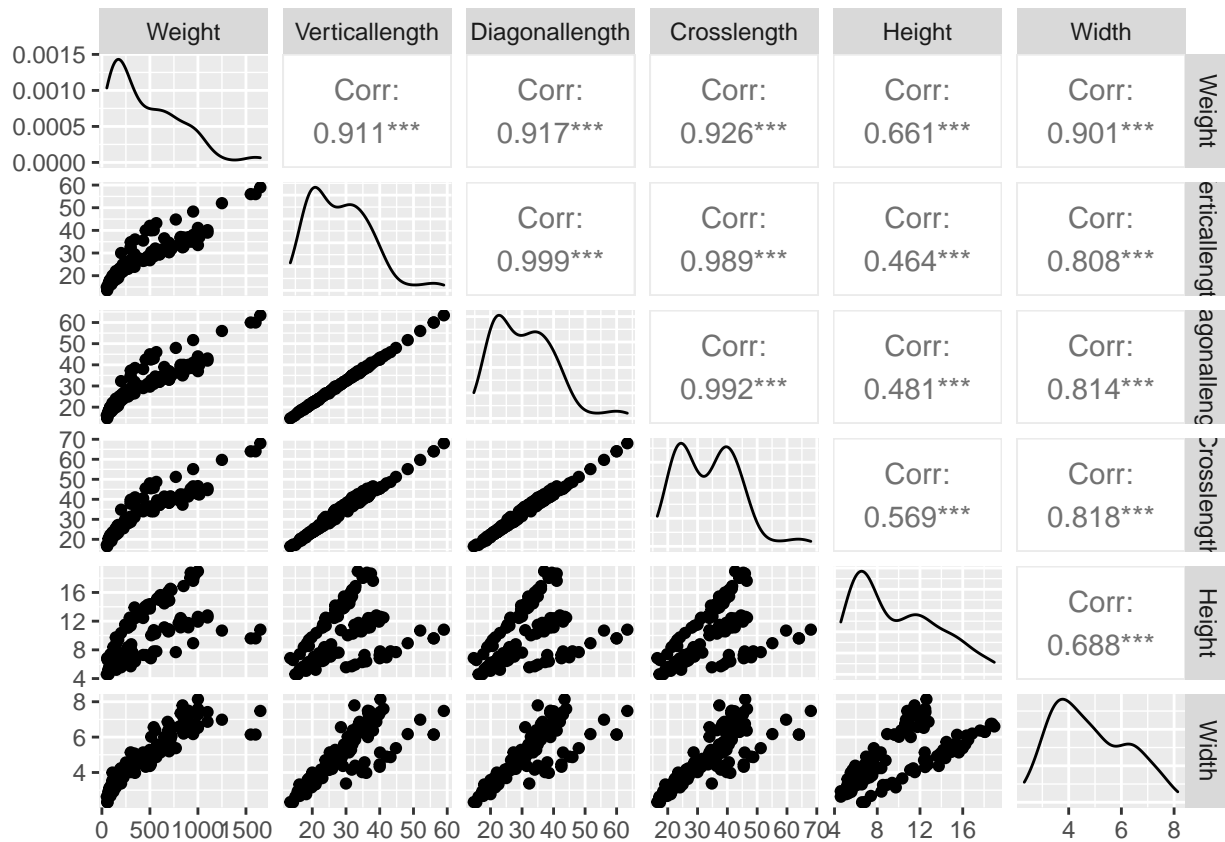 Weight Verticallength Diagonallength Crosslength Height Width
0.0015
0.0010
0.0005
0.0000
Corr:
0.911***
Corr:
0.917***
Corr:
0.926***
Corr:
0.661***
Corr:
0.901***
Weight
60
50
40
30
20
Corr:
0.999***
Corr:
0.989***
Corr:
0.464***
Corr:
0.808***
erticallengt
60
50
40
30
20
Corr:
0.992***
Corr:
0.481***
Corr:
0.814***
agonalleng
70
60
50
40
30
20
Corr:
0.569***
Corr:
0.818***
Crosslength
16
12
8
4
Corr:
0.688***
Height
8
6
4
Width
0 500 1000 1500 20 30 40 50 60 20 30 40 50 60 20 30 40 50 60 70 4 8 12 16 4 6 8